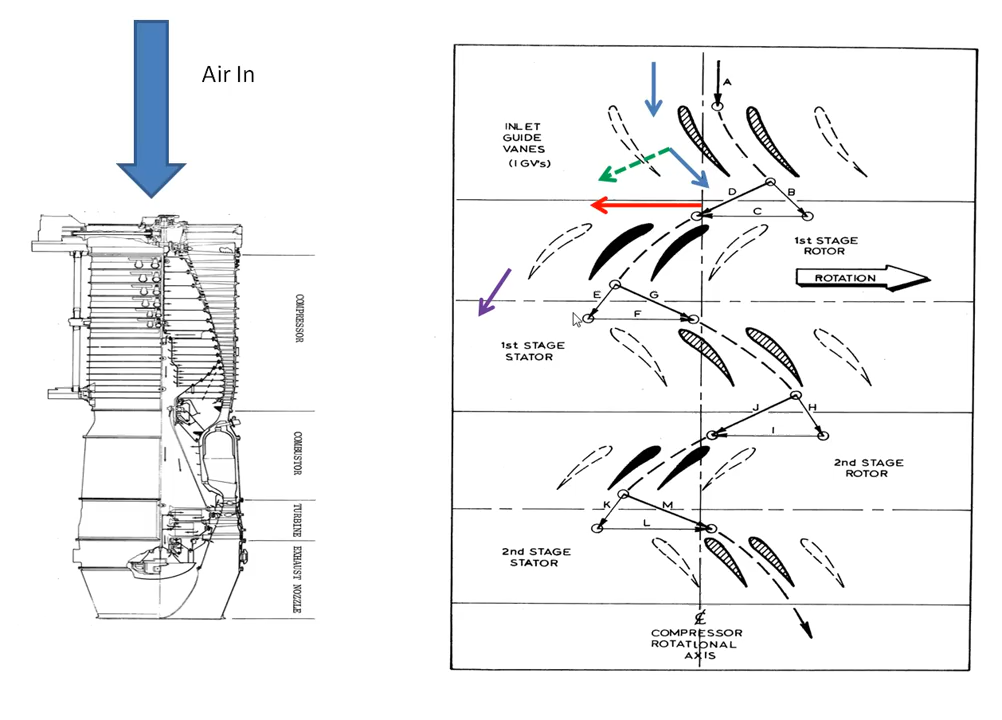 Air In
COMPRESSOR
COMBUSTOR
TURBINE
EXHAUST NOZZLE
A
INLET
GUIDE
VANES
(IGV's)
D
B
C
1st STAGE
ROTOR
ROTATION
E
G
F
1st STAGE
STATOR
J
H
I
2nd STAGE
ROTOR
K
M
L
2nd STAGE
STATOR
℄
COMPRESSOR
ROTATIONAL
AXIS